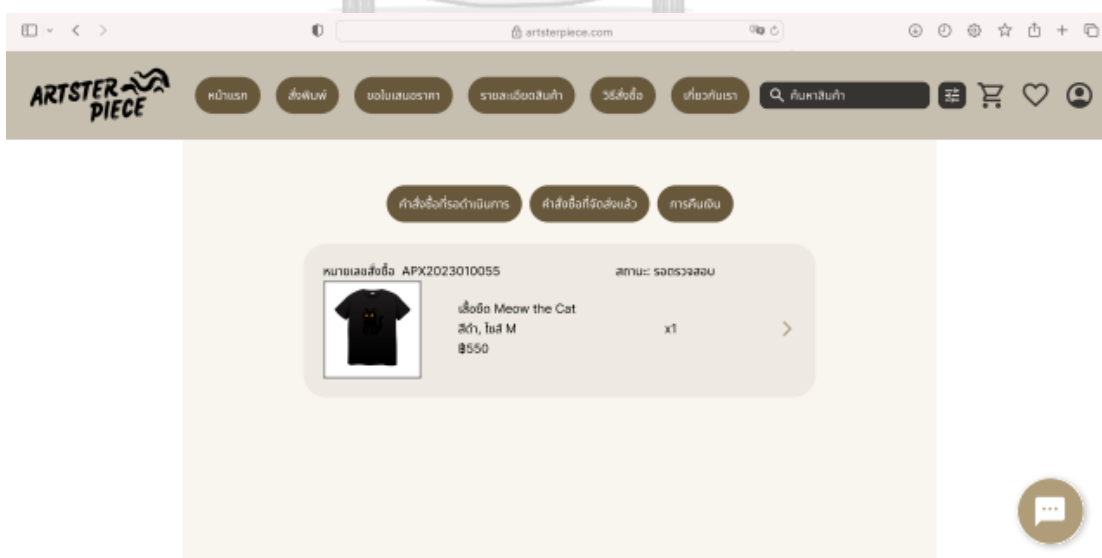 artsterpiece.com
ARTSTER
PIECE
หน้าแรก
สั่งพิมพ์
ขอใบเสนอราคา
รายละเอียดสินค้า
วิธีสั่งซื้อ
เกี่ยวกับเรา
ค้นหาสินค้า
คำสั่งซื้อที่รอดำเนินการ
คำสั่งซื้อที่จัดส่งแล้ว
การคืนเงิน
หมายเลขสั่งซื้อ APX2023010055
สถานะ: รอตรวจสอบ
เสื้อยืด Meow the Cat
สีดำ, ไซส์ M
x1
฿550